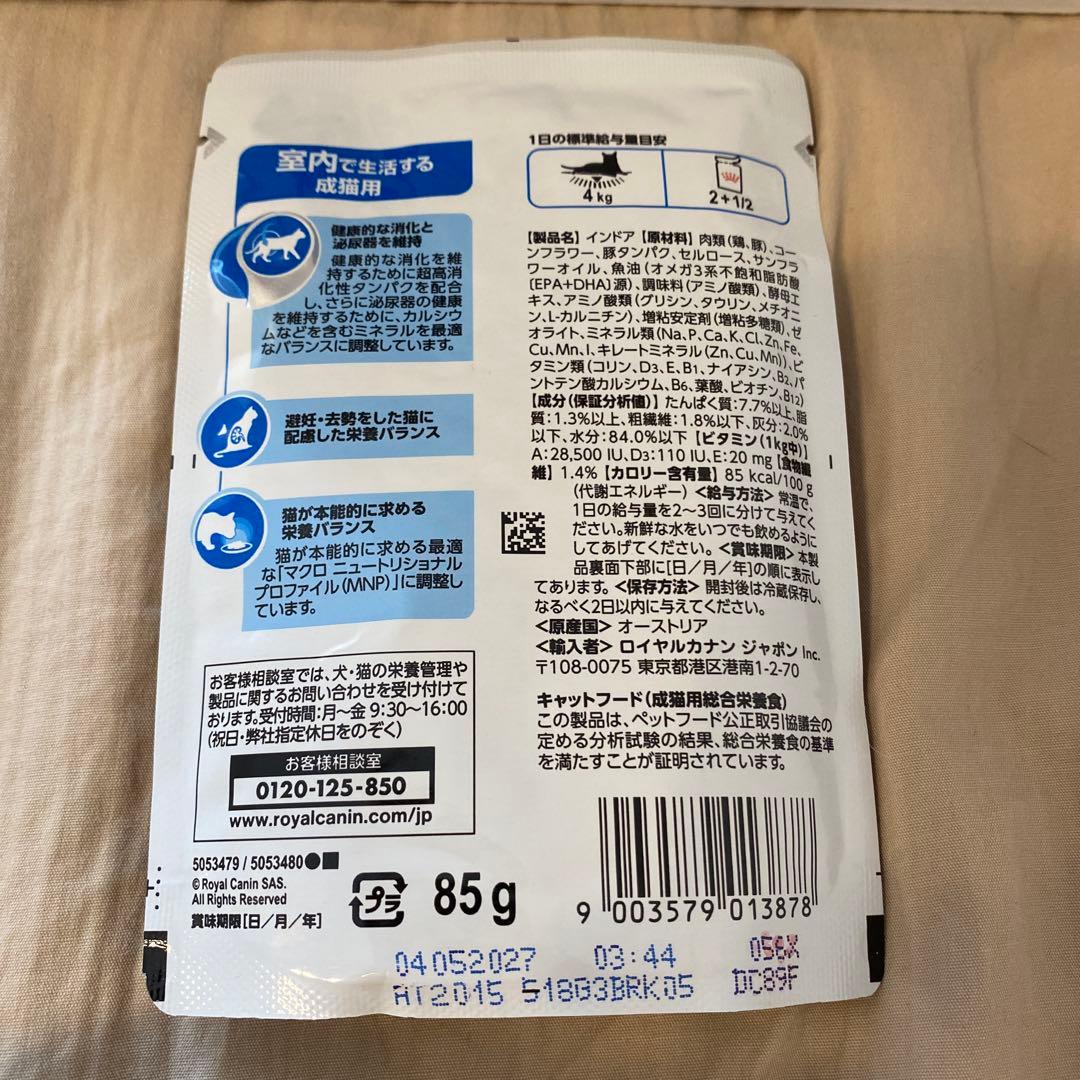 室内で生活する
成猫用
健康的な消化と
泌尿器を維持
健康的な消化を維
持するために超高消
化性タンパクを配合
し、さらに泌尿器の健康
を維持するために、カルシウ
ムなどを含むミネラルを最適
なバランスに調整しています。
避妊・去勢をした猫に
配慮した栄養バランス
猫が本能的に求める
栄養バランス
猫が本能的に求める最適
な「マクロ ニュートリショナル
プロファイル(MNP)」に調整し
ています。
お客様相談室では、犬・猫の栄養管理や
製品に関するお問い合わせを受け付けて
おります。受付時間:月〜金 9:30〜16:00
(祝日・弊社指定休日をのぞく)
お客様相談室
0120-125-850
www.royalcanin.com/jp
5053479 / 5053480●■
© Royal Canin SAS.
All Rights Reserved
賞味期限[日/月/年]
プラ
85g
1日の標準給与量目安
4kg
2+1/2
【製品名】 インドア 【原材料】 肉類(鶏、豚)、コー
ンフラワー、豚タンパク、セルロース、サンフラ
ワーオイル、魚油(オメガ3系不飽和脂肪酸
[EPA+DHA]源)、調味料(アミノ酸類)、酵母エ
キス、アミノ酸類(グリシン、タウリン、メチオニ
ン、L-カルニチン)、増粘安定剤(増粘多糖類)、ゼ
オライト、ミネラル類(Na、P、Ca、K、Cl、Zn、Fe、
Cu、Mn、I、キレートミネラル(Zn、Cu、Mn))、ビ
タミン類(コリン、D3、E、B1、ナイアシン、B2、パ
ントテン酸カルシウム、B6、葉酸、ビオチン、B12)
【成分(保証分析値)】 たんぱく質:7.7%以上、脂
質:1.3%以上、粗繊維:1.8%以下、灰分:2.0%
以下、水分:84.0%以下 【ビタミン(1kg中)】
A:28,500 IU、D3:110 IU、E:20 mg 【食物繊
維】 1.4% 【カロリー含有量】 85 kcal/100 g
(代謝エネルギー) <給与方法> 常温で、
1日の給与量を2〜3回に分けて与えてく
ださい。新鮮な水をいつでも飲めるように
してあげてください。<賞味期限> 本製
品裏面下部に[日/月/年]の順に表示し
てあります。<保存方法> 開封後は冷蔵保存し、
なるべく2日以内に与えてください。
<原産国> オーストリア
<輸入者> ロイヤルカナン ジャポン Inc.
〒108-0075 東京都港区港南1-2-70
キャットフード(成猫用総合栄養食)
この製品は、ペットフード公正取引協議会の
定める分析試験の結果、総合栄養食の基準
を満たすことが証明されています。
9 003579 013878
04052027 03:44
AT2015 51803BRK05 DC89F